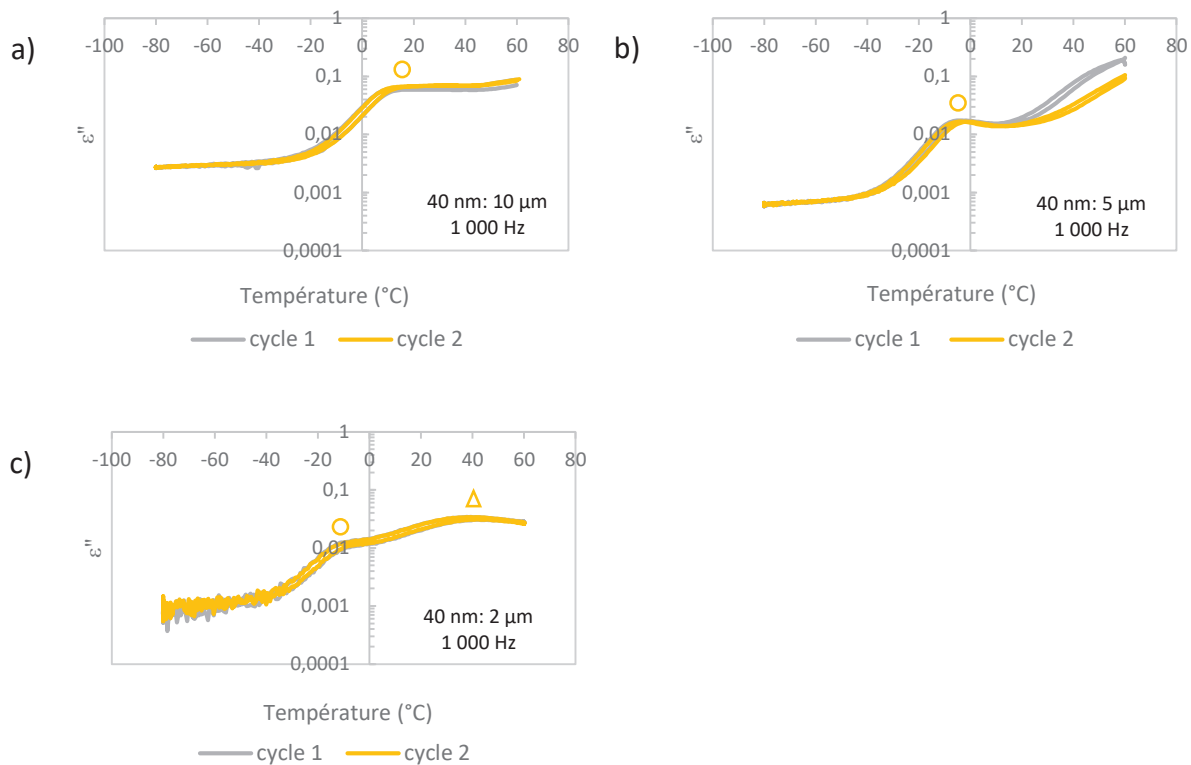 a)
1
-100 -80 -60 -40 -20 0 20 40 60 80
0,1
0,01
0,001
0,0001
ε"
40 nm: 10 µm
1 000 Hz
Température (°C)
cycle 1 cycle 2
b)
1
-100 -80 -60 -40 -20 0 20 40 60 80
0,1
0,01
0,001
0,0001
ε"
40 nm: 5 µm
1 000 Hz
Température (°C)
cycle 1 cycle 2
c)
1
-100 -80 -60 -40 -20 0 20 40 60 80
0,1
0,01
0,001
0,0001
ε"
40 nm: 2 µm
1 000 Hz
Température (°C)
cycle 1 cycle 2